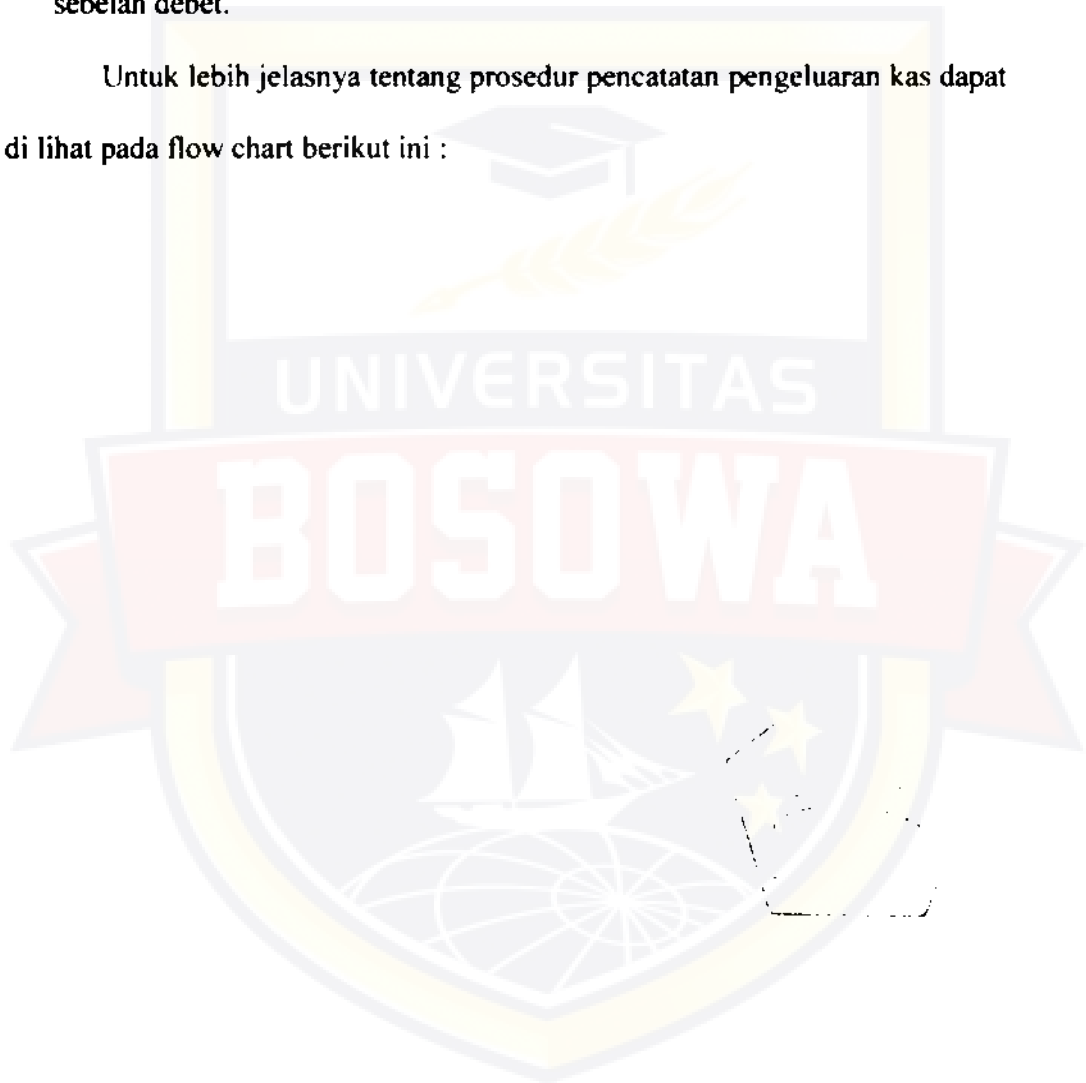 sebelah debet.
Untuk lebih jelasnya tentang prosedur pencatatan pengeluaran kas dapat
di lihat pada flow chart berikut ini :
UNIVERSITAS
BOSOWA